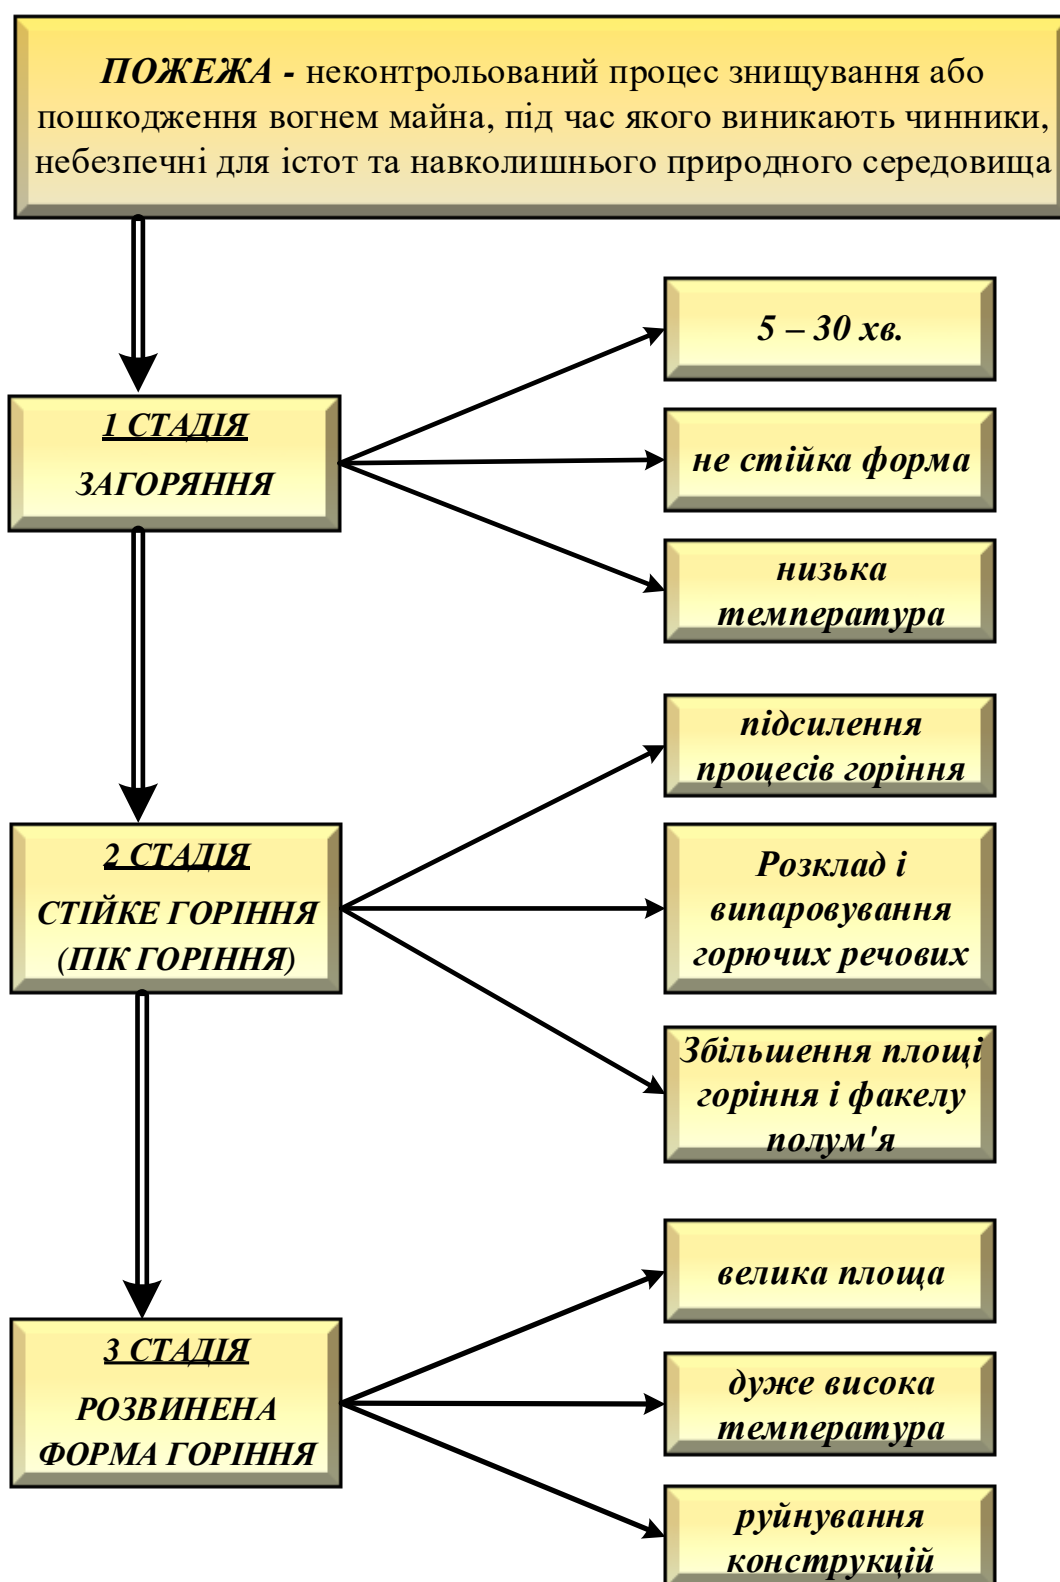 ПОЖЕЖА - неконтрольований процес знищування або
пошкодження вогнем майна, під час якого виникають чинники,
небезпечні для істот та навколишнього природного середовища
1 СТАДІЯ
ЗАГОРЯННЯ
5 – 30 хв.
не стійка форма
низька
температура
2 СТАДІЯ
СТІЙКЕ ГОРІННЯ
(ПІК ГОРІННЯ)
підсилення
процесів горіння
Розклад і
випаровування
горючих речових
Збільшення площі
горіння і факелу
полум'я
3 СТАДІЯ
РОЗВИНЕНА
ФОРМА ГОРІННЯ
велика площа
дуже висока
температура
руйнування
конструкцій